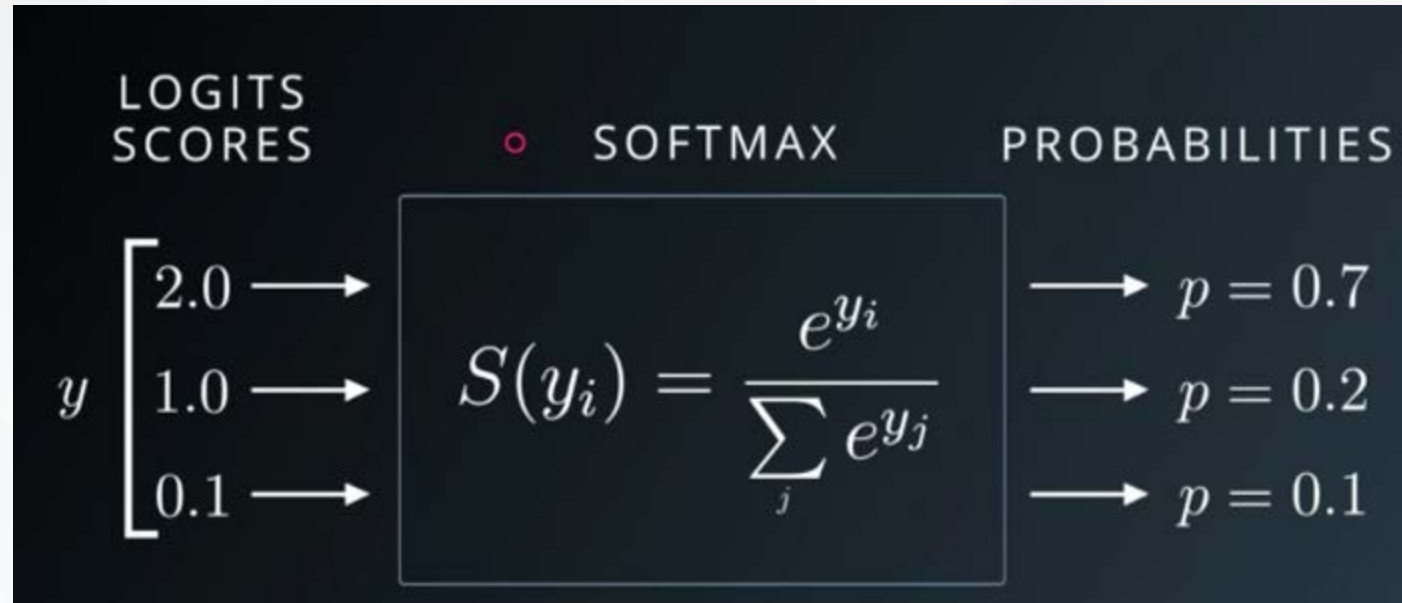 LOGITS
SCORES
SOFTMAX
PROBABILITIES
y
2.0
1.0
0.1
S(y_i) = e^{y_i} / \sum_j e^{y_j}
p = 0.7
p = 0.2
p = 0.1